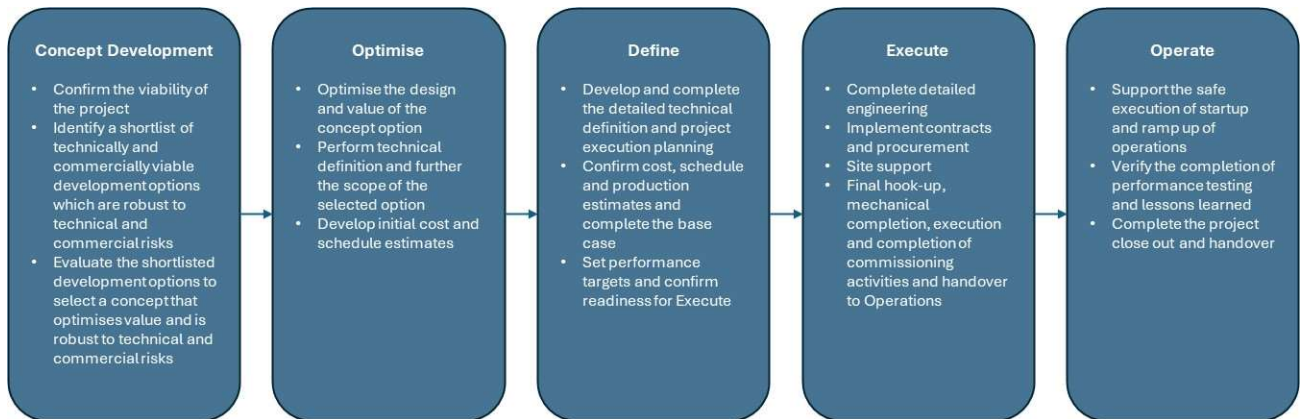 Concept Development
• Confirm the viability of
the project
• Identify a shortlist of
technically and
commercially viable
development options
which are robust to
technical and
commercial risks
• Evaluate the shortlisted
development options to
select a concept that
optimises value and is
robust to technical and
commercial risks
Optimise
• Optimise the design
and value of the
concept option
• Perform technical
definition and further
the scope of the
selected option
• Develop initial cost and
schedule estimates
Define
• Develop and complete
the detailed technical
definition and project
execution planning
• Confirm cost, schedule
and production
estimates and
complete the base
case
• Set performance
targets and confirm
readiness for Execute
Execute
• Complete detailed
engineering
• Implement contracts
and procurement
• Site support
• Final hook-up,
mechanical
completion, execution
and completion of
commissioning
activities and handover
to Operations
Operate
• Support the safe
execution of startup
and ramp up of
operations
• Verify the completion of
performance testing
and lessons learned
• Complete the project
close out and handover